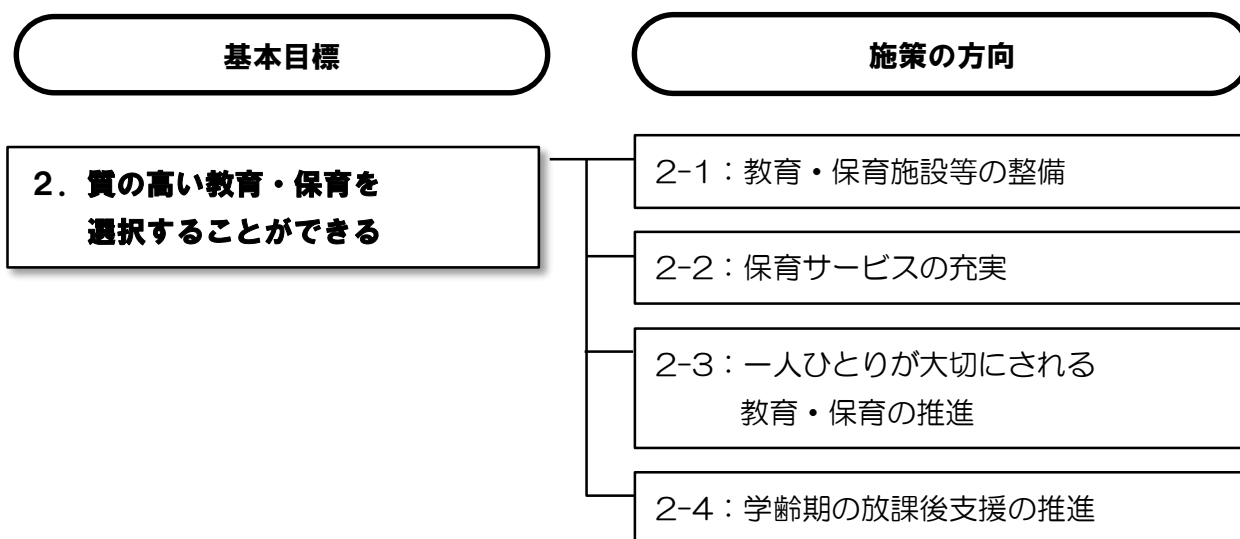 基本目標
施策の方向
2．質の高い教育・保育を
選択することができる
2-1：教育・保育施設等の整備
2-2：保育サービスの充実
2-3：一人ひとりが大切にされる
教育・保育の推進
2-4：学齢期の放課後支援の推進